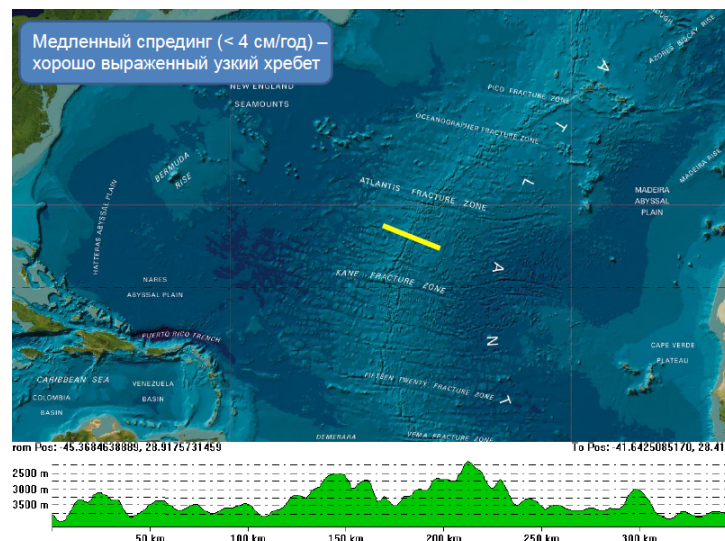 Медленный спрединг (< 4 см/год) –
хорошо выраженный узкий хребет
NEW ENGLAND
SEAMOUNTS
AZORES BISCAY RISE
PICO FRACTURE ZONE
OCEANOGRAPHER FRACTURE ZONE
BERMUDA
RISE
ATLANTIS FRACTURE ZONE
MADEIRA RISE
MADEIRA
ABYSSAL
PLAIN
HATTERAS ABYSSAL PLAIN
A T L A N T
KANE FRACTURE ZONE
NARES
ABYSSAL PLAIN
PUERTO RICO TRENCH
CAPE VERDE
PLATEAU
CARIBBEAN SEA
COLOMBIA
BASIN
VENEZUELA
BASIN
FIFTEEN TWENTY FRACTURE ZONE
DEMERARA
VEMA FRACTURE ZONE
rom Pos: -45.3684638889, 28.9175731459
To Pos: -41.6425085170, 28.41
2500 m
3000 m
3500 m
50 km
100 km
150 km
200 km
250 km
300 km